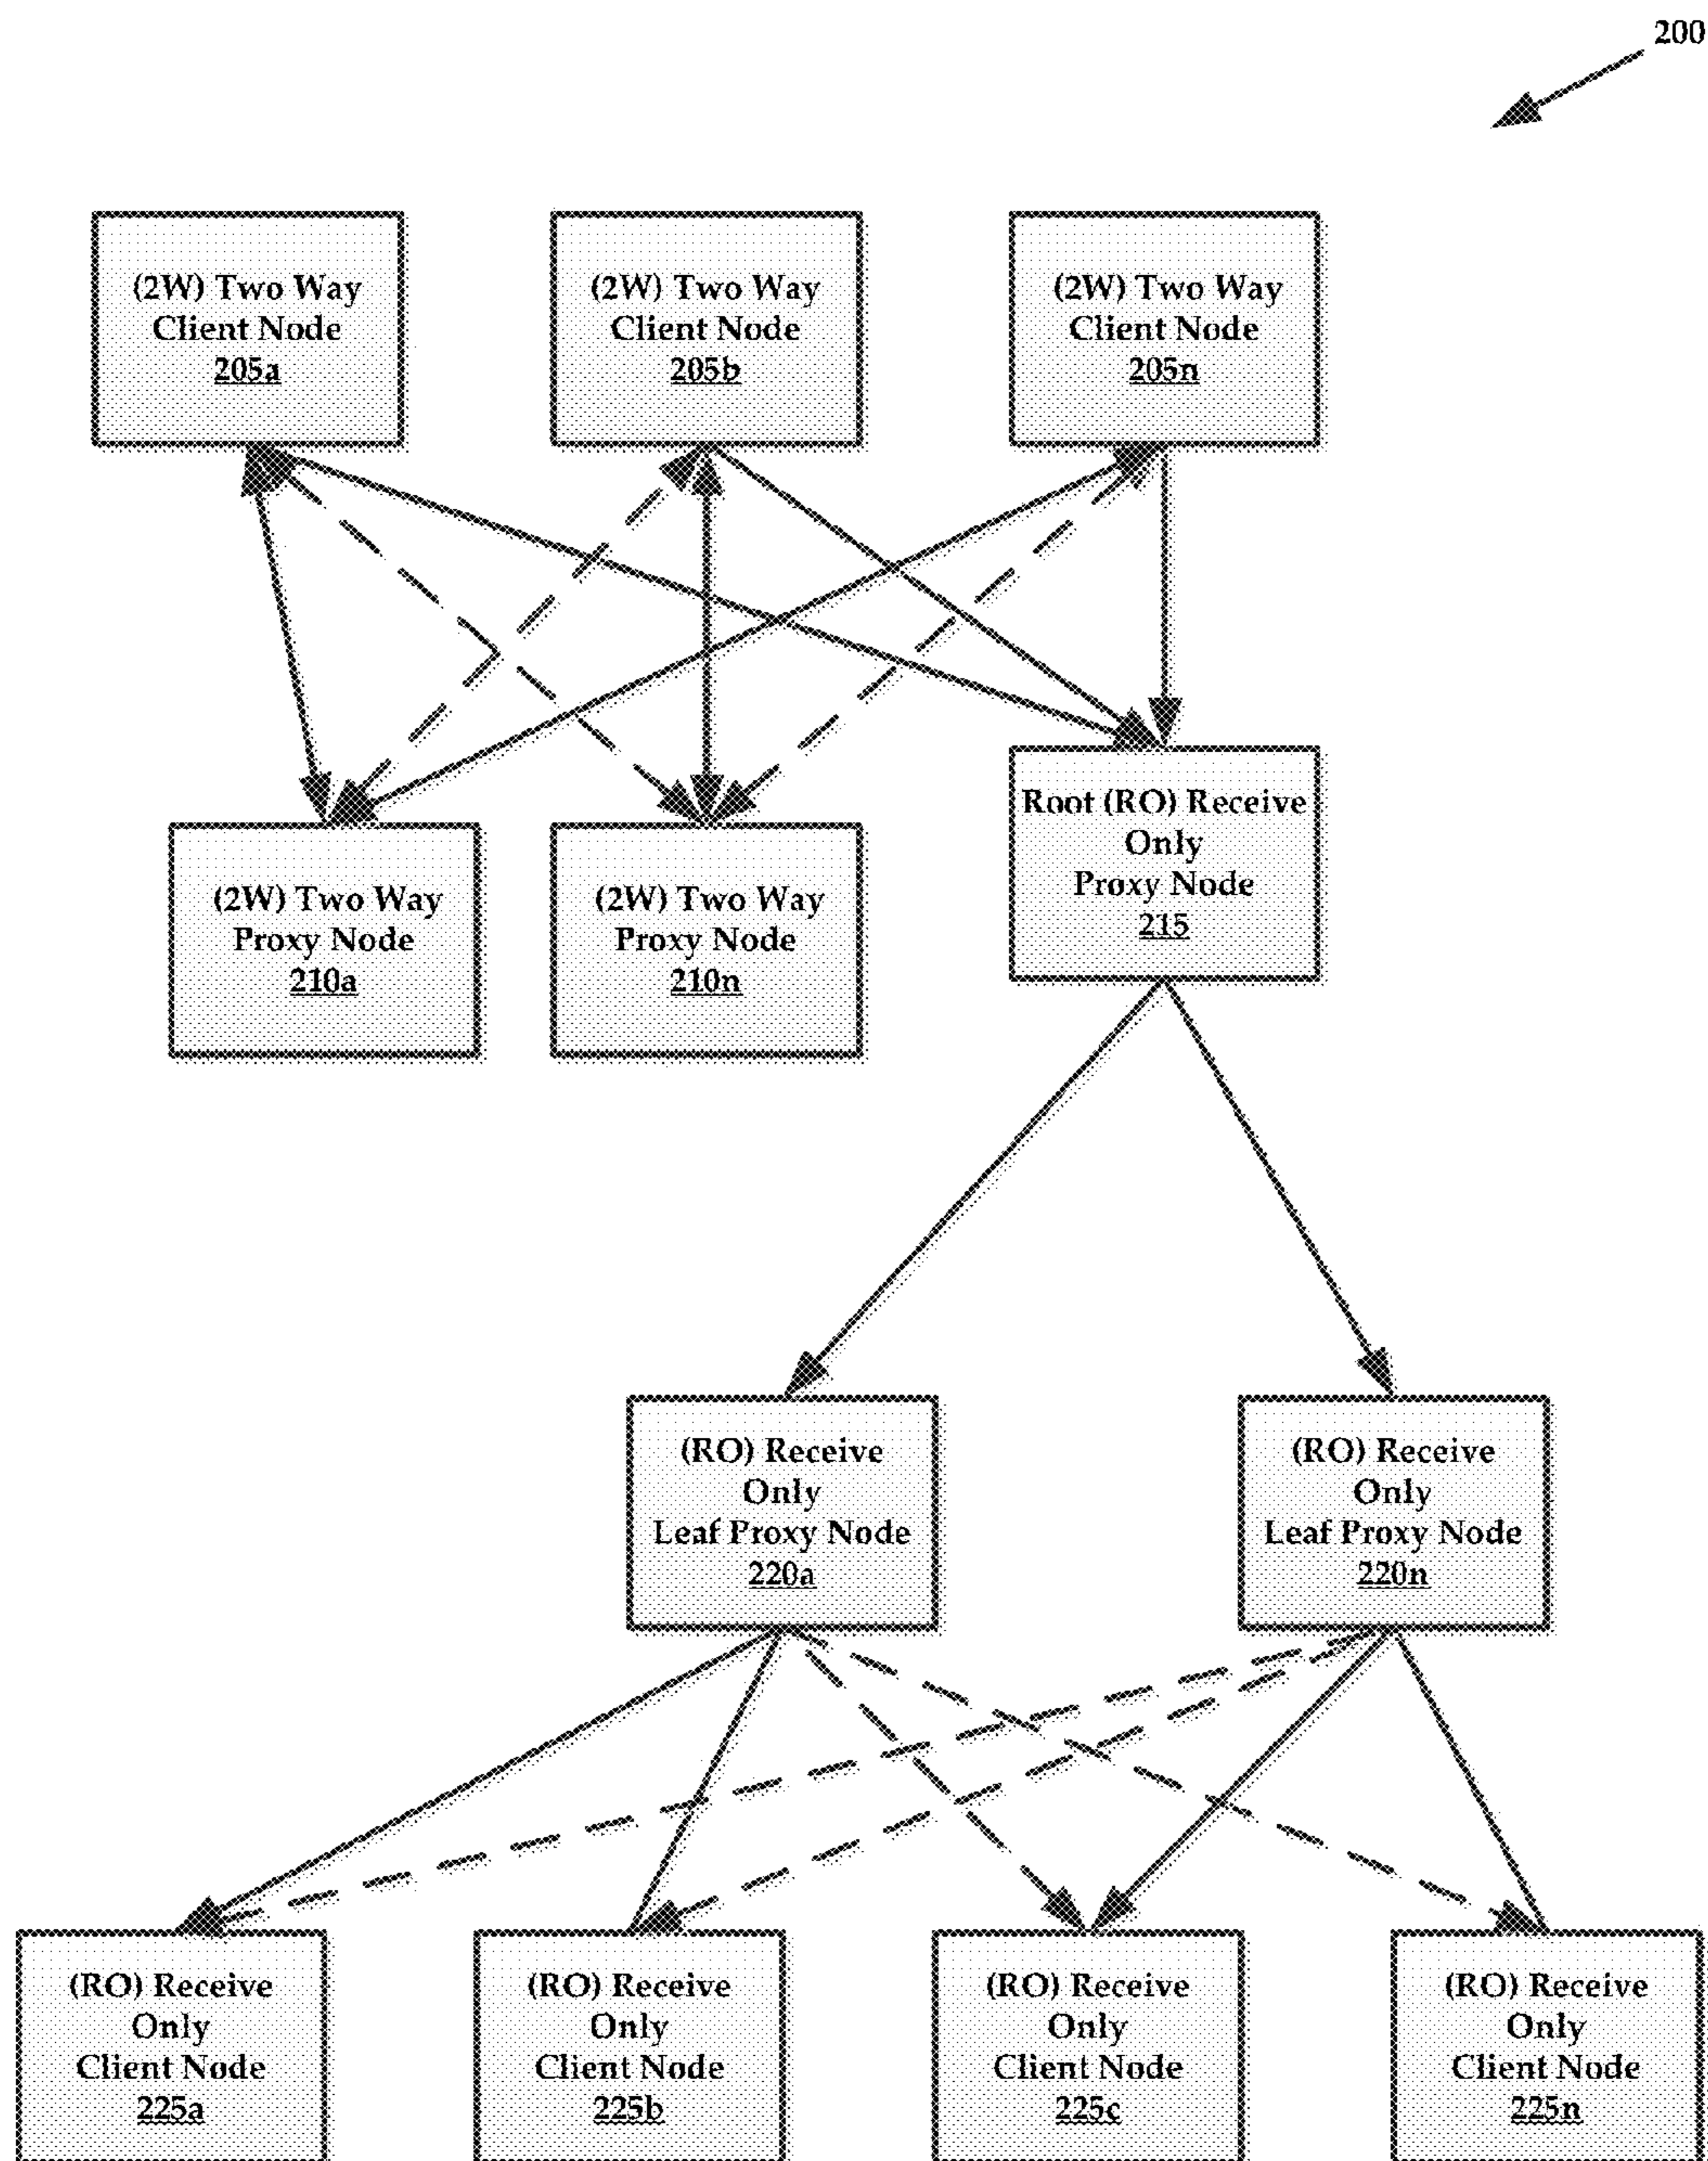 200
(2W) Two Way
Client Node
205a
(2W) Two Way
Client Node
205b
(2W) Two Way
Client Node
205n
(2W) Two Way
Proxy Node
210a
(2W) Two Way
Proxy Node
210n
Root (RO) Receive
Only
Proxy Node
215
(RO) Receive
Only
Leaf Proxy Node
220a
(RO) Receive
Only
Leaf Proxy Node
220n
(RO) Receive
Only
Client Node
225a
(RO) Receive
Only
Client Node
225b
(RO) Receive
Only
Client Node
225c
(RO) Receive
Only
Client Node
225n